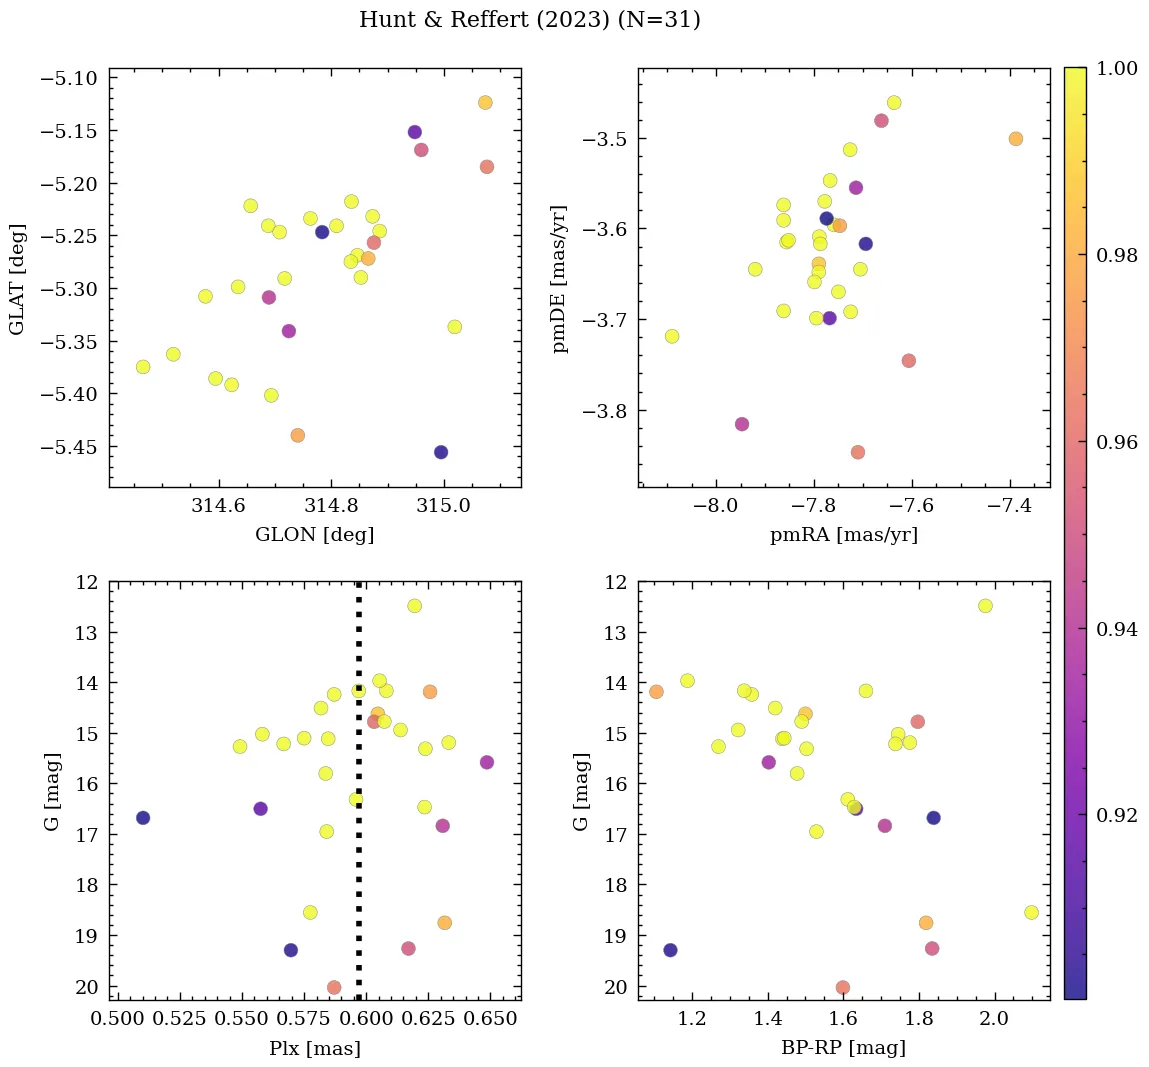 Hunt & Reffert (2023) (N=31)
−5.10
−5.15
−5.20
−5.25
−5.30
−5.35
−5.40
−5.45
GLAT [deg]
314.6 314.8 315.0
GLON [deg]
−3.5
−3.6
−3.7
−3.8
pmDE [mas/yr]
−8.0 −7.8 −7.6 −7.4
pmRA [mas/yr]
1.00
0.98
0.96
0.94
0.92
12
13
14
15
16
17
18
19
20
G [mag]
0.500 0.525 0.550 0.575 0.600 0.625 0.650
Plx [mas]
12
13
14
15
16
17
18
19
20
G [mag]
1.2 1.4 1.6 1.8 2.0
BP-RP [mag]